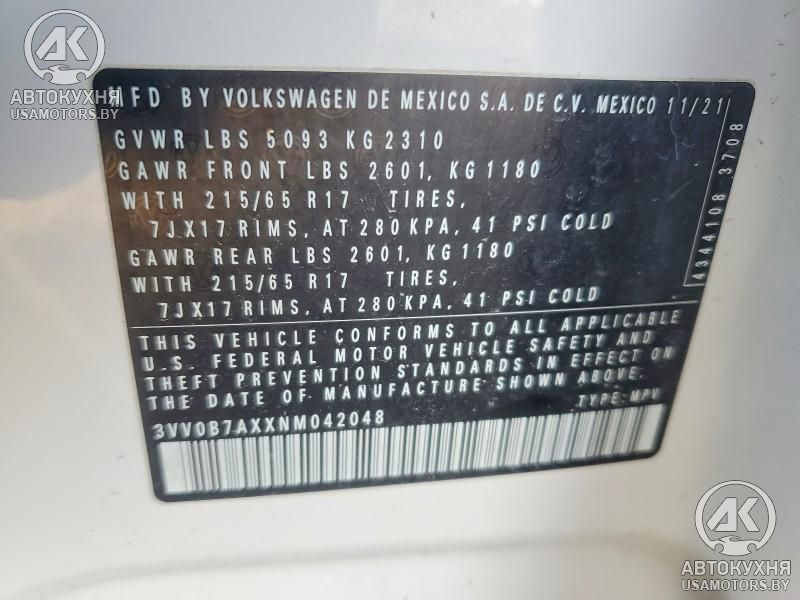 AK
АВТОКУХНЯ
USAMOTORS.BY
MFD BY VOLKSWAGEN DE MEXICO S.A. DE C.V. MEXICO 11/21
GVWR LBS 5093 KG 2310
GAWR FRONT LBS 2601, KG 1180
WITH 215/65 R17 TIRES,
7JX17 RIMS, AT 280 KPA, 41 PSI COLD
GAWR REAR LBS 2601, KG 1180
WITH 215/65 R17 TIRES,
7JX17 RIMS, AT 280 KPA, 41 PSI COLD
4344108 3708
THIS VEHICLE CONFORMS TO ALL APPLICABLE
U.S. FEDERAL MOTOR VEHICLE SAFETY AND
THEFT PREVENTION STANDARDS IN EFFECT ON
THE DATE OF MANUFACTURE SHOWN ABOVE.
3VV0B7AXXNM042048 TYPE: MPV
AK
АВТОКУХНЯ
USAMOTORS.BY